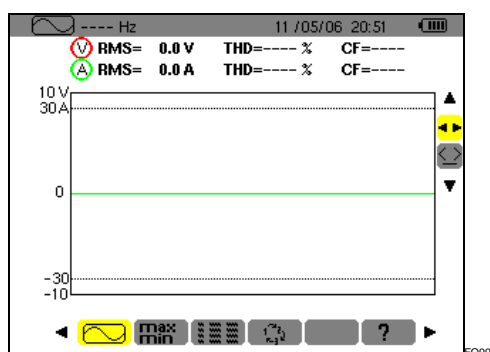 ---- Hz 11 /05/06 20:51
V RMS= 0.0 V THD=---- % CF=----
A RMS= 0.0 A THD=---- % CF=----
10 V
30 A
0
-30
-10
max
min
?